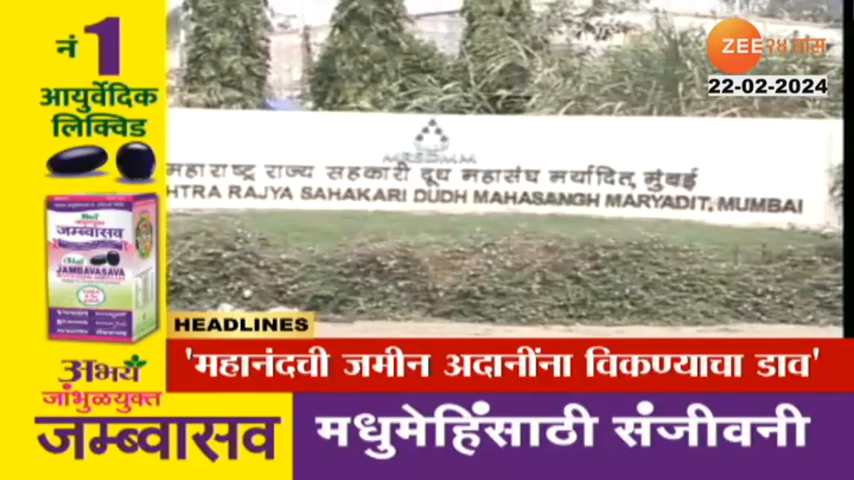 नं 1
आयुर्वेदिक
लिक्विड
जम्ब्वासव
JAMBAVASAVA
अभय
जांभुळयुक्त
जम्ब्वासव
ZEE २४ तास
22-02-2024
महाराष्ट्र राज्य सहकारी दूध महासंघ मर्यादित, मुंबई
HTRA RAJYA SAHAKARI DUDH MAHASANGH MARYADIT, MUMBAI
HEADLINES
'महानंदची जमीन अदानींना विकण्याचा डाव'
मधुमेहिंसाठी संजीवनी